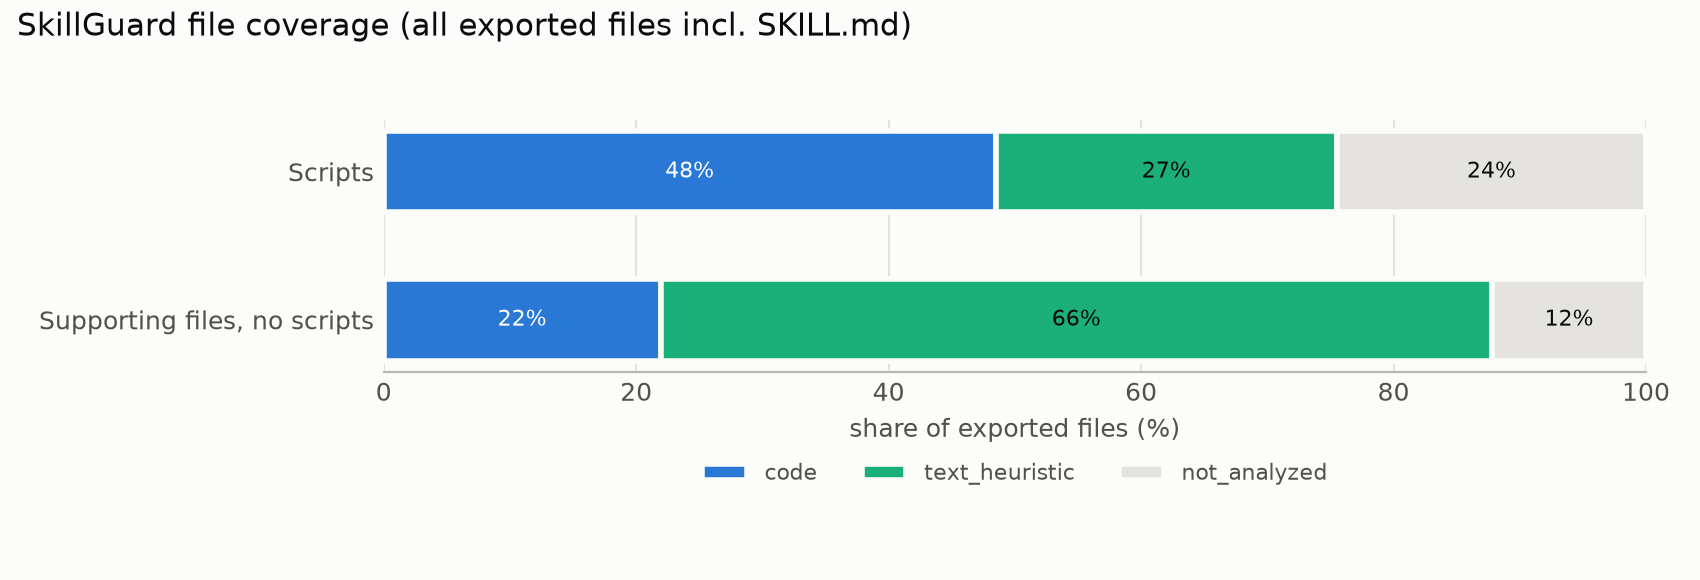 SkillGuard file coverage (all exported files incl. SKILL.md)
Scripts
48%
27%
24%
Supporting files, no scripts
22%
66%
12%
0 20 40 60 80 100
share of exported files (%)
code text_heuristic not_analyzed